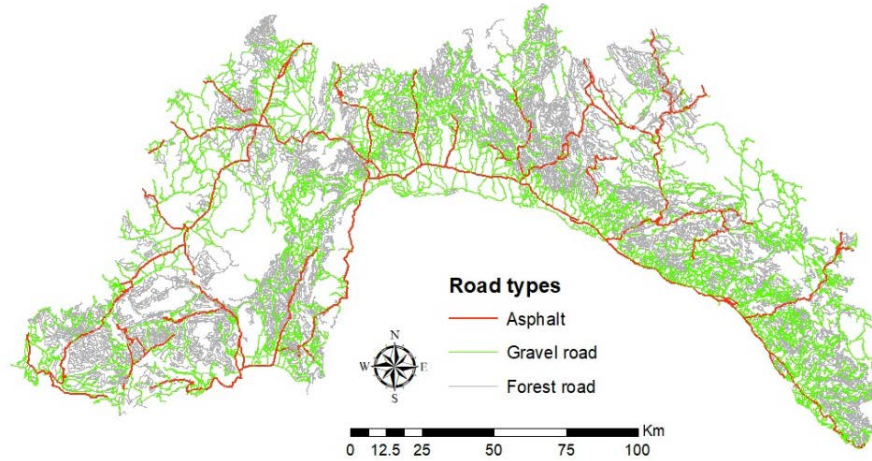 Road types
Asphalt
Gravel road
Forest road
N
W E
S
Km
0 12.5 25 50 75 100